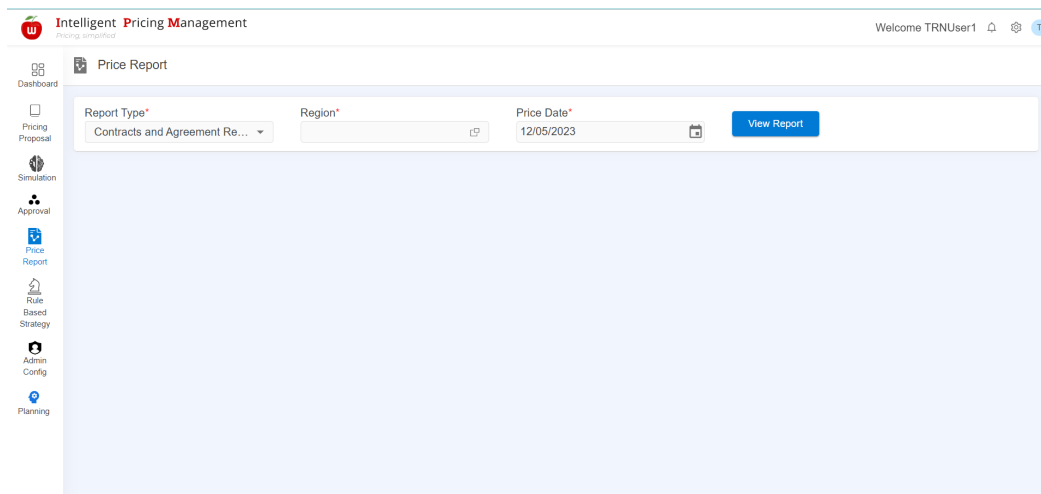 Intelligent Pricing Management
Pricing, simplified
Welcome TRNUser1
Dashboard
Pricing
Proposal
Simulation
Approval
Price
Report
Rule
Based
Strategy
Admin
Config
Planning
Price Report
Report Type*
Contracts and Agreement Re...
Region*
Price Date*
12/05/2023
View Report